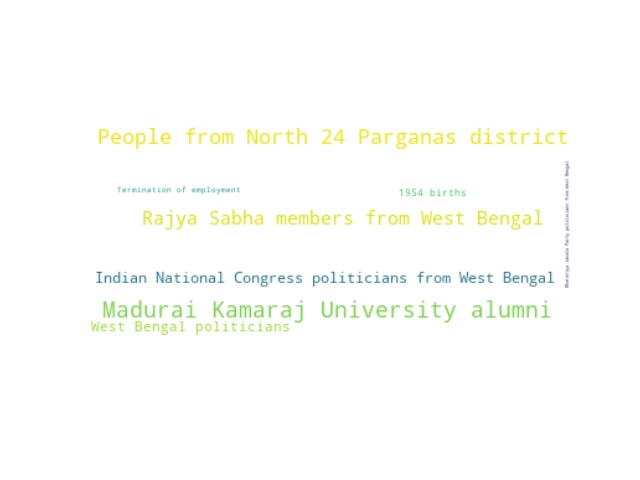 People from North 24 Parganas district
Termination of employment
1954 births
Rajya Sabha members from West Bengal
Indian National Congress politicians from West Bengal
Madurai Kamaraj University alumni
West Bengal politicians
Bharatiya Janata Party politicians from West Bengal